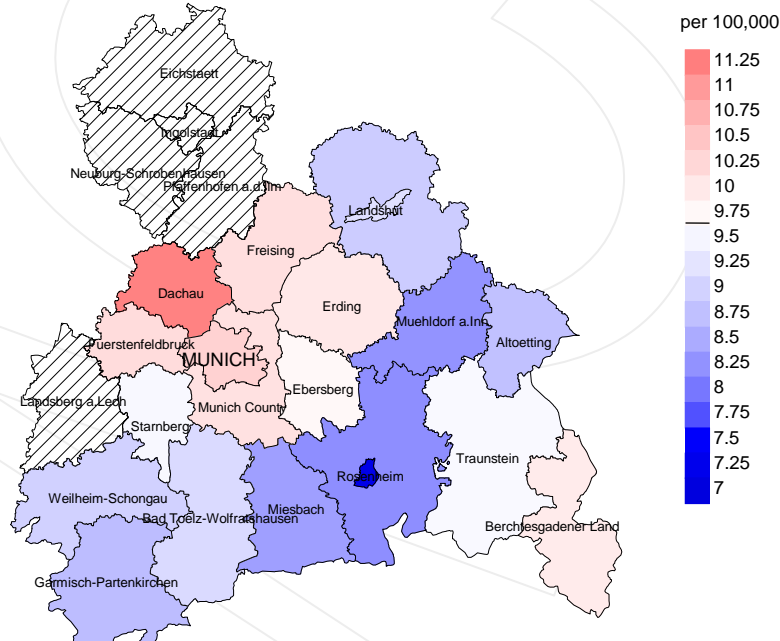 per 100,000
11.25
11
10.75
10.5
10.25
10
9.75
9.5
9.25
9
8.75
8.5
8.25
8
7.75
7.5
7.25
7
Eichstaett
Ingolstadt
Neuburg-Schrobenhausen
Pfaffenhofen a.d.Ilm
Landshut
Freising
Dachau
Erding
Muehldorf a.Inn
Altoetting
Fuerstenfeldbruck
MUNICH
Ebersberg
Landsberg a.Lech
Munich County
Starnberg
Traunstein
Rosenheim
Weilheim-Schongau
Miesbach
Bad Toelz-Wolfratshausen
Berchtesgadener Land
Garmisch-Partenkirchen